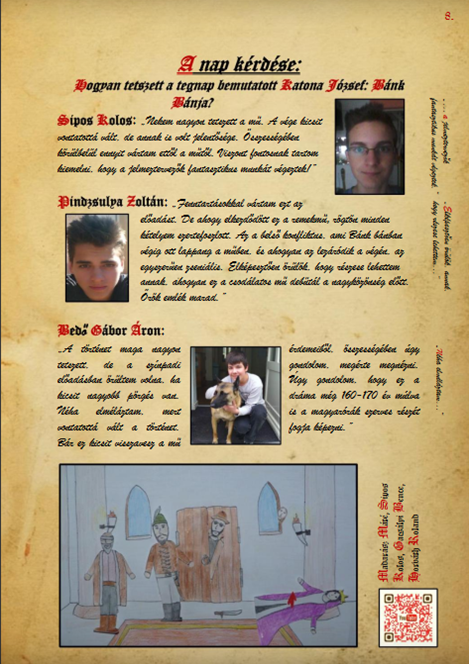 8.
A nap kérdése:
Hogyan tetszett a tegnap bemutatott Katona József: Bánk
Bánja?
Sipos Kolos: „Nekem nagyon tetszett a mű. A vége kicsit
vontatottá vált, de annak is volt jelentősége. Összességében
körülbelül ennyit vártam ettől a műtől. Viszont fontosnak tartom
kiemelni, hogy a jelmeztervezők fantasztikus munkát végeztek!"
Pindzsulya Zoltán: „Fenntartásokkal vártam ezt az
előadást. De ahogy elkezdődött ez a remekmű, rögtön minden
kételyem szertefoszlott. Az a belső konfliktus, ami Bánk bánban
végig ott lappang a műben, és ahogyan az lezáródik a végén, az
egyszerűen zseniális. Elképesztően örülök, hogy részese lehettem
annak, ahogyan ez a csodálatos mű debütál a nagyközönség előtt.
Örök emlék marad."
Bedő Gábor Áron:
„A történet maga nagyon
tetszett, de a színpadi
előadásban örültem volna, ha
kicsit nagyobb pörgés van.
Néha elméláztam, mert
vontatottá vált a történet.
Bár ez kicsit visszavesz a mű
érdemeiből, összességében úgy
gondolom, megérte megnézni.
Úgy gondolom, hogy ez a
dráma még 160-170 év múlva
is a magyarórák szerves részét
fogja képezni."
„... a jelmeztervezők
fantasztikus munkát végeztek."
„Elképesztően örülök, annak,
hogy részese lehettem..."
„Néha elméláztam..."
Madarász Máté, Sipos
Kolos, Gacsályi Bence,
Horváth Roland